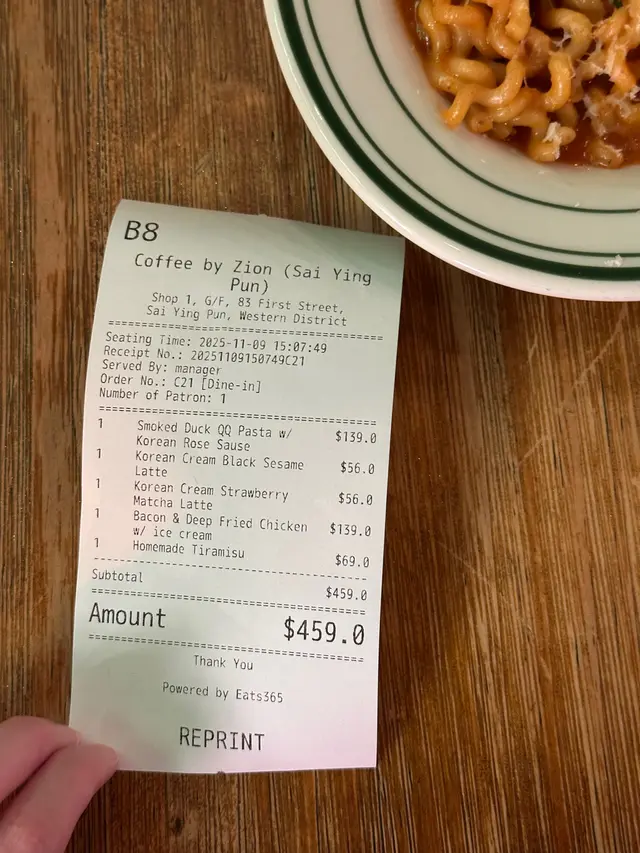 B8
Coffee by Zion (Sai Ying
Pun)
Shop 1, G/F, 83 First Street,
Sai Ying Pun, Western District
Seating Time: 2025-11-09 15:07:49
Receipt No.: 20251109150749C21
Served By: manager
Order No.: C21 [Dine-in]
Number of Patron: 1
1 Smoked Duck QQ Pasta w/ $139.0
Korean Rose Sause
1 Korean Cream Black Sesame $56.0
Latte
1 Korean Cream Strawberry $56.0
Matcha Latte
1 Bacon & Deep Fried Chicken $139.0
w/ ice cream
1 Homemade Tiramisu $69.0
Subtotal $459.0
Amount $459.0
Thank You
Powered by Eats365
REPRINT